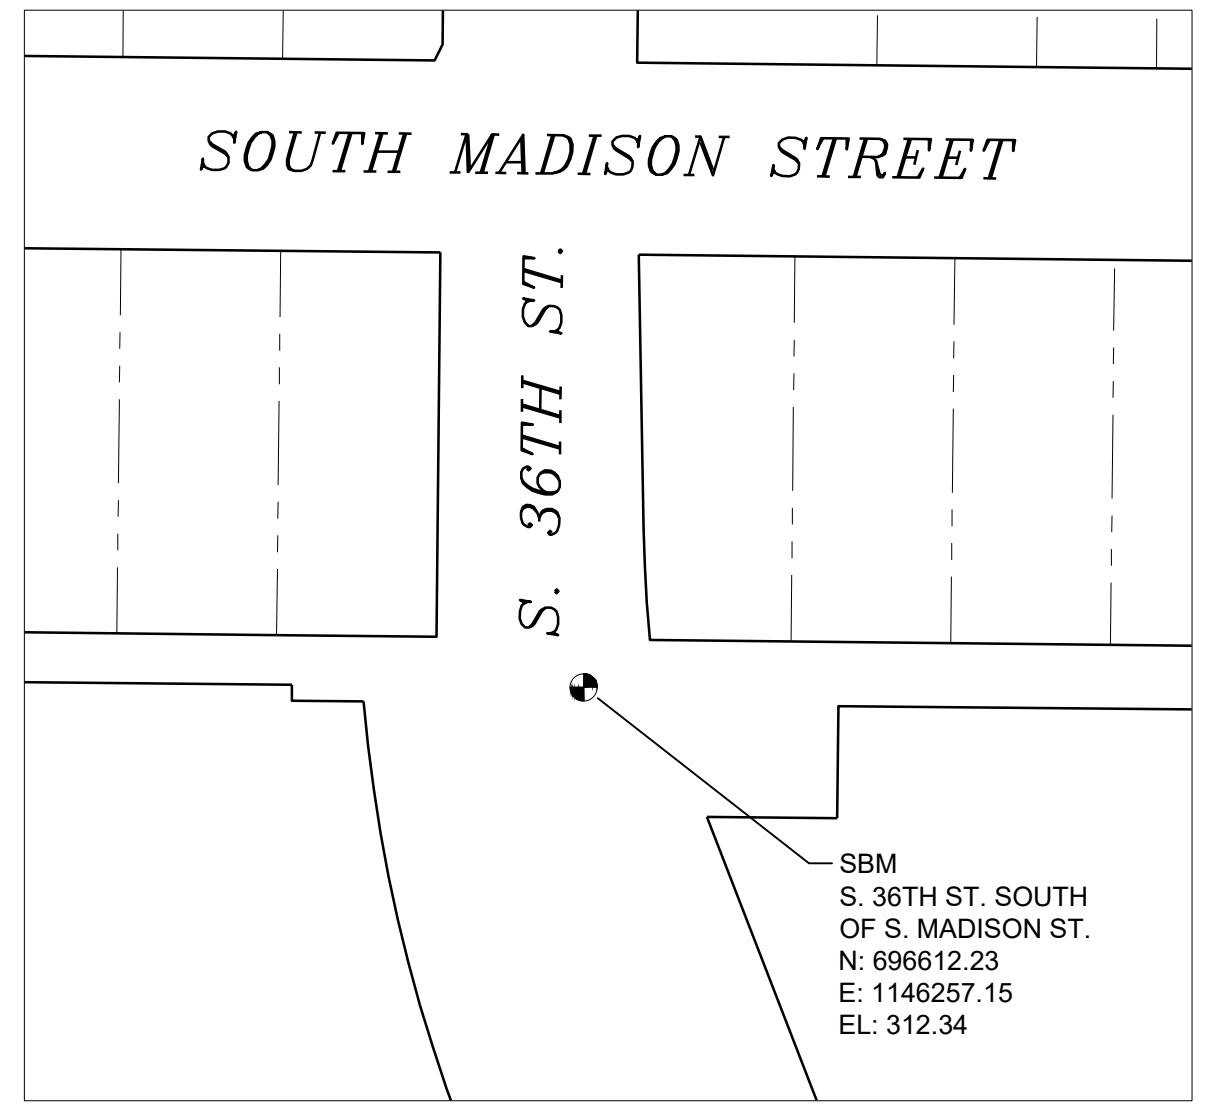 SOUTH MADISON STREET
S. 36TH ST.
SBM
S. 36TH ST. SOUTH
OF S. MADISON ST.
N: 696612.23
E: 1146257.15
EL: 312.34